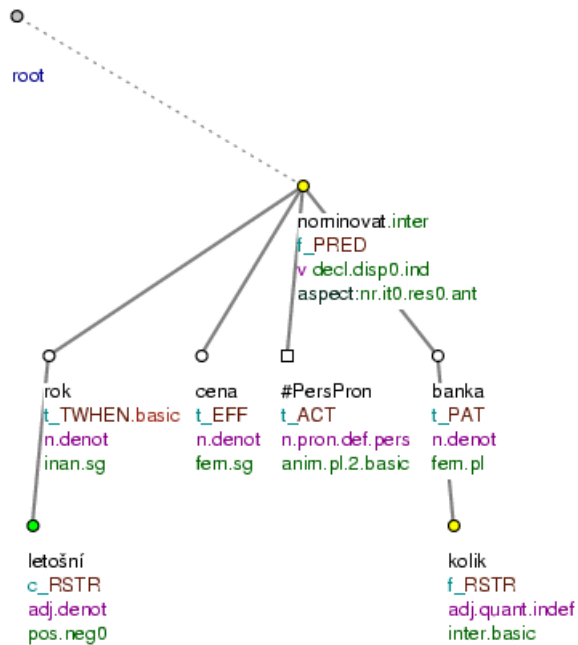 root
nominovat.inter
f_PRED
v decl.disp0.ind
aspect:nr.it0.res0.ant
rok
t_TWHEN.basic
n.denot
inan.sg
cena
t_EFF
n.denot
fem.sg
#PersPron
t_ACT
n.pron.def.pers
anim.pl.2.basic
banka
t_PAT
n.denot
fem.pl
letošní
c_RSTR
adj.denot
pos.neg0
kolik
f_RSTR
adj.quant.indef
inter.basic